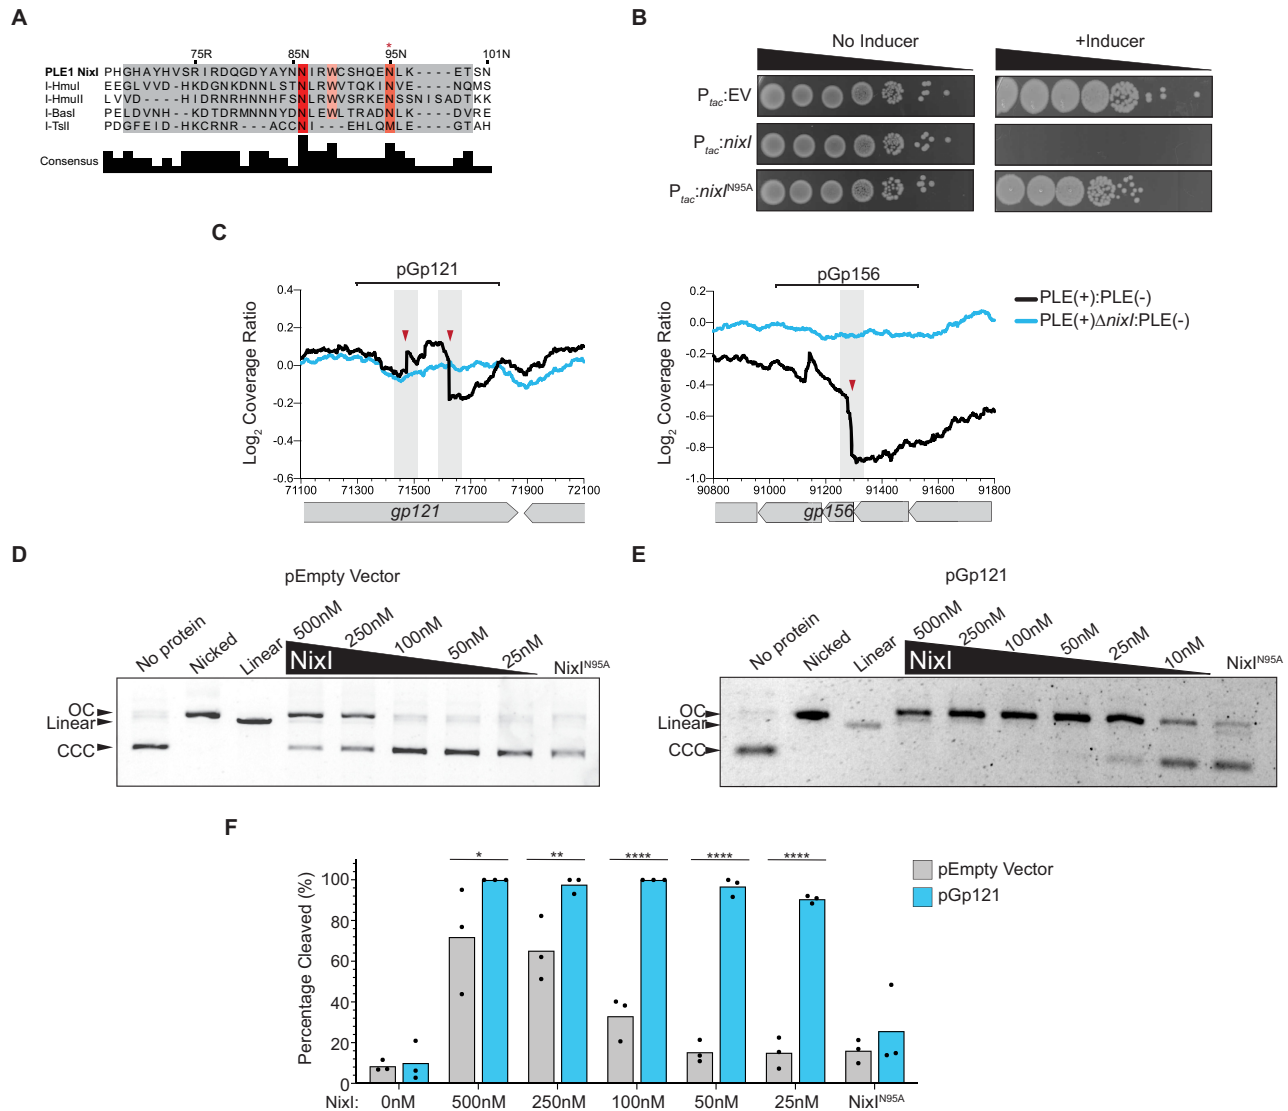 A
*
75R 85N 95N 101N
PLE1 NixI PHGHAYHVSRIRDQGDYAYNNIRWCSHQENLK----ETSN
I-HmuI EEGLVVD-HKDGNKDNNLSTNLRWVTQKINVE----NQMS
I-HmuII LVVD---HIDRNRHNNHFSNLRWVSRKENSSNISADTKK
I-BasI PELDVNH-KDTDRMNNNYDNLEWLTRADNLK----DVRE
I-TslI PDGFEID-HKCRNR---ACCNI---EHLQMLE----GTAH
Consensus
B
No Inducer +Inducer
Ptac:EV
Ptac:nixI
Ptac:nixIN95A
C
pGp121
Log2 Coverage Ratio
0.4
0.2
0.0
-0.2
-0.4
-0.6
71100 71300 71500 71700 71900 72100
gp121
pGp156
Log2 Coverage Ratio
0.2
0.0
-0.2
-0.4
-0.6
-0.8
-1.0
90800 91000 91200 91400 91600 91800
gp156
PLE(+):PLE(-)
PLE(+)ΔnixI:PLE(-)
D
pEmpty Vector
No protein Nicked Linear 500nM 250nM 100nM 50nM 25nM NixIN95A
NixI
OC
Linear
CCC
E
pGp121
No protein Nicked Linear 500nM 250nM 100nM 50nM 25nM 10nM NixIN95A
NixI
OC
Linear
CCC
F
* ** **** **** ****
Percentage Cleaved (%)
100
80
60
40
20
0
NixI: 0nM 500nM 250nM 100nM 50nM 25nM NixIN95A
pEmpty Vector
pGp121